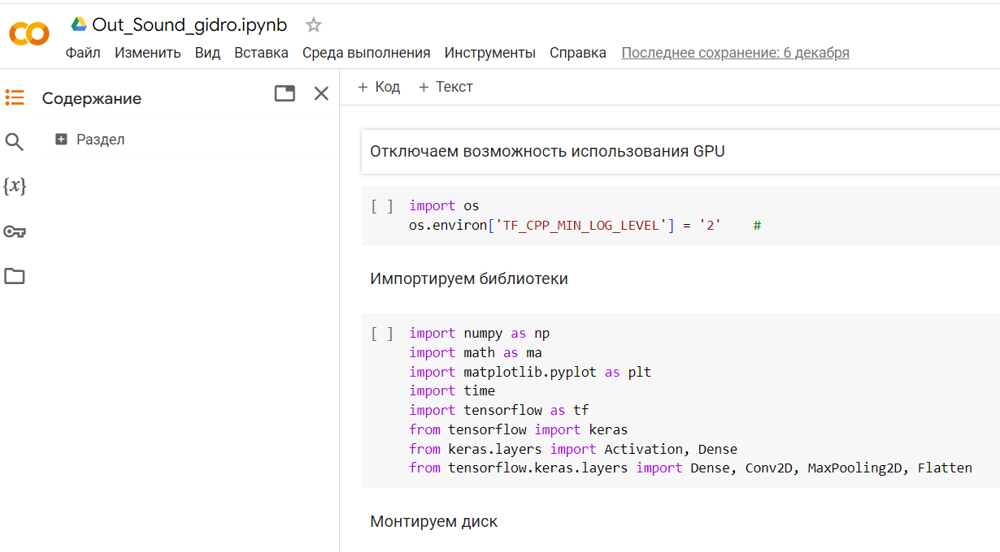 Out_Sound_gidro.ipynb
Файл Изменить Вид Вставка Среда выполнения Инструменты Справка Последнее сохранение: 6 декабря
Содержание
Раздел
{x}
+ Код + Текст
Отключаем возможность использования GPU
[ ] import os
os.environ['TF_CPP_MIN_LOG_LEVEL'] = '2' #
Импортируем библиотеки
[ ] import numpy as np
import math as ma
import matplotlib.pyplot as plt
import time
import tensorflow as tf
from tensorflow import keras
from keras.layers import Activation, Dense
from tensorflow.keras.layers import Dense, Conv2D, MaxPooling2D, Flatten
Монтируем диск